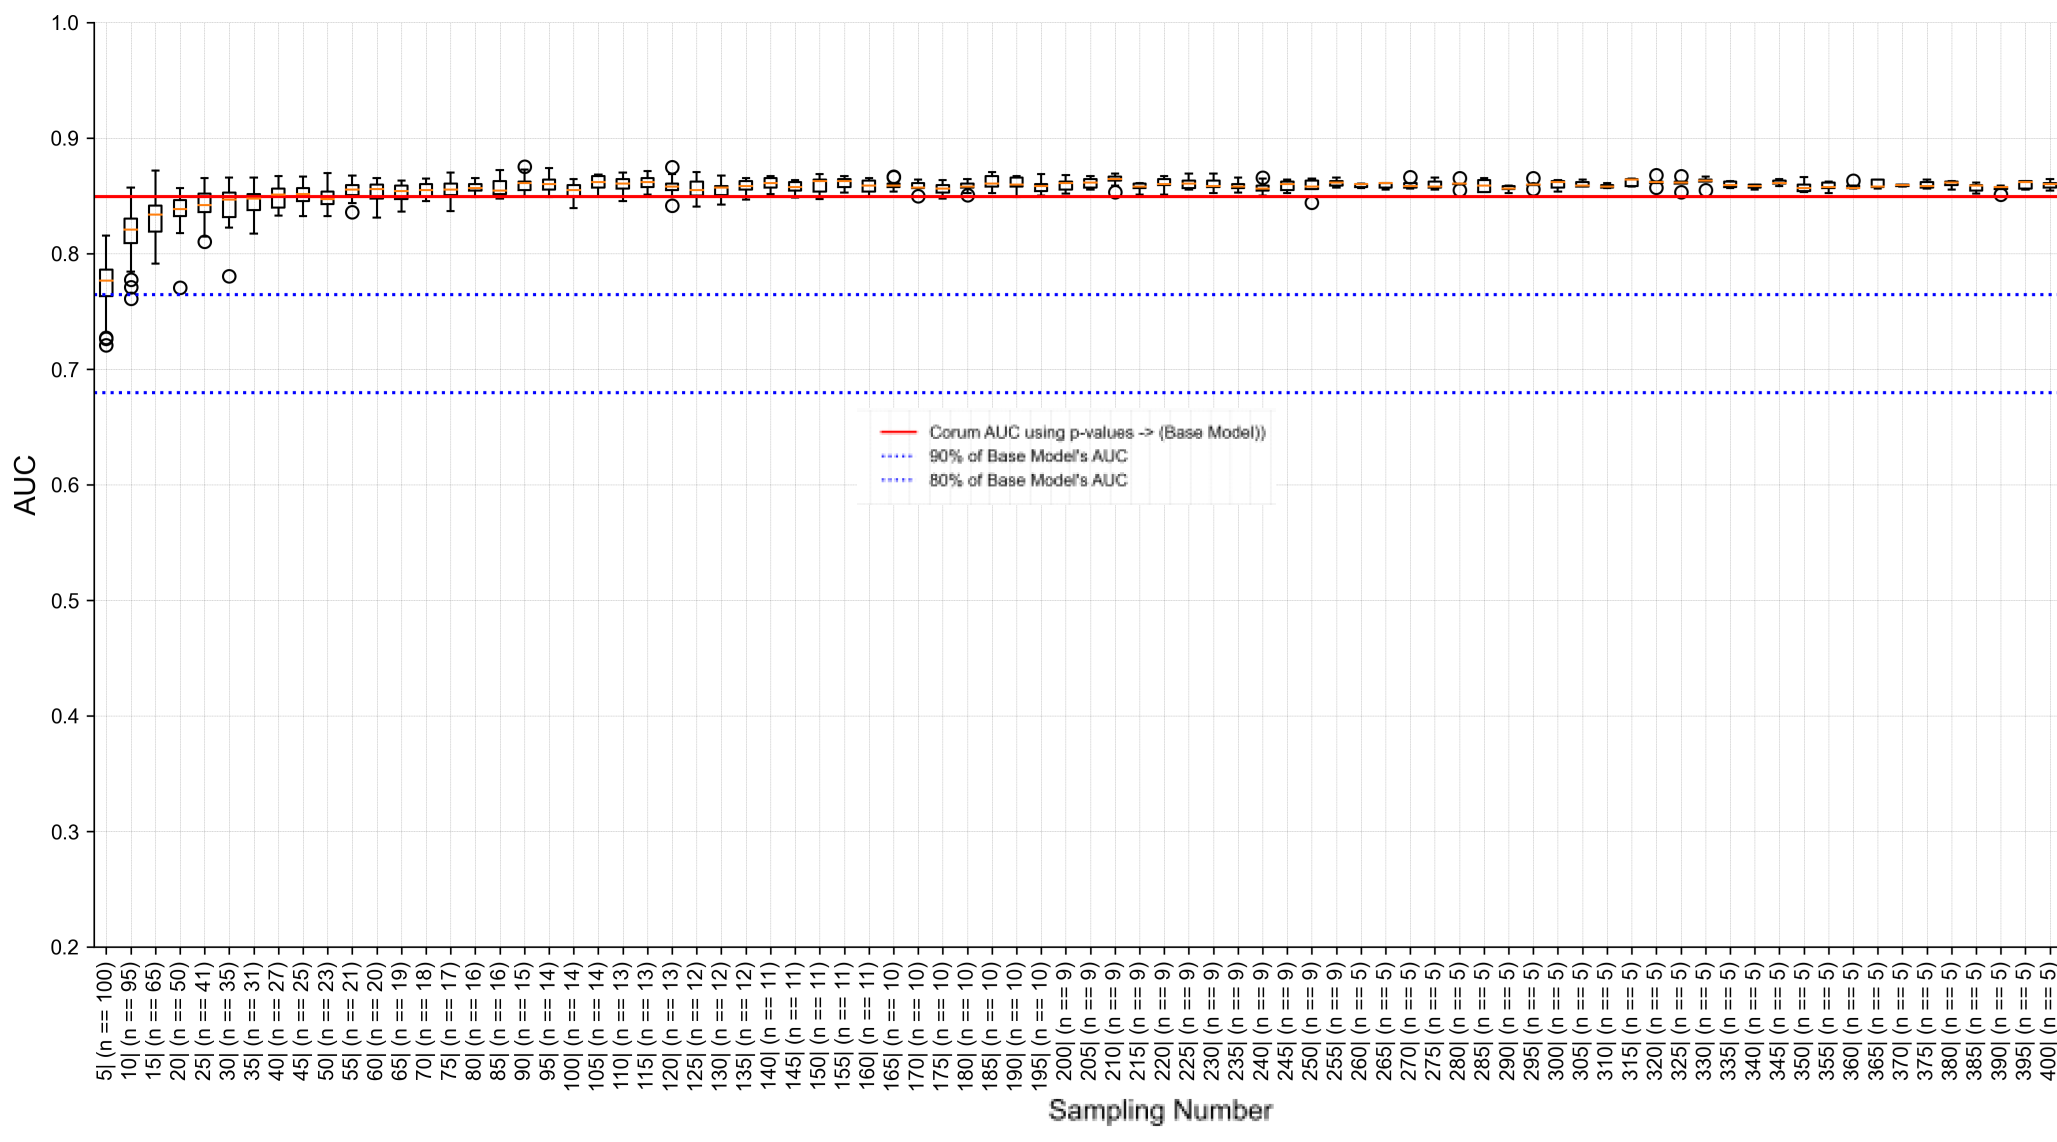 1.0
0.9
0.8
0.7
0.6
0.5
0.4
0.3
0.2
AUC
Corum AUC using p-values -> (Base Model))
90% of Base Model's AUC
80% of Base Model's AUC
5| (n == 100)
10| (n == 95)
15| (n == 65)
20| (n == 50)
25| (n == 41)
30| (n == 35)
35| (n == 31)
40| (n == 27)
45| (n == 25)
50| (n == 23)
55| (n == 21)
60| (n == 20)
65| (n == 19)
70| (n == 18)
75| (n == 17)
80| (n == 16)
85| (n == 16)
90| (n == 15)
95| (n == 14)
100| (n == 14)
105| (n == 14)
110| (n == 13)
115| (n == 13)
120| (n == 13)
125| (n == 12)
130| (n == 12)
135| (n == 12)
140| (n == 11)
145| (n == 11)
150| (n == 11)
155| (n == 11)
160| (n == 11)
165| (n == 10)
170| (n == 10)
175| (n == 10)
180| (n == 10)
185| (n == 10)
190| (n == 10)
195| (n == 10)
200| (n == 9)
205| (n == 9)
210| (n == 9)
215| (n == 9)
220| (n == 9)
225| (n == 9)
230| (n == 9)
235| (n == 9)
240| (n == 9)
245| (n == 9)
250| (n == 9)
255| (n == 9)
260| (n == 5)
265| (n == 5)
270| (n == 5)
275| (n == 5)
280| (n == 5)
285| (n == 5)
290| (n == 5)
295| (n == 5)
300| (n == 5)
305| (n == 5)
310| (n == 5)
315| (n == 5)
320| (n == 5)
325| (n == 5)
330| (n == 5)
335| (n == 5)
340| (n == 5)
345| (n == 5)
350| (n == 5)
355| (n == 5)
360| (n == 5)
365| (n == 5)
370| (n == 5)
375| (n == 5)
380| (n == 5)
385| (n == 5)
390| (n == 5)
395| (n == 5)
400| (n == 5)
Sampling Number